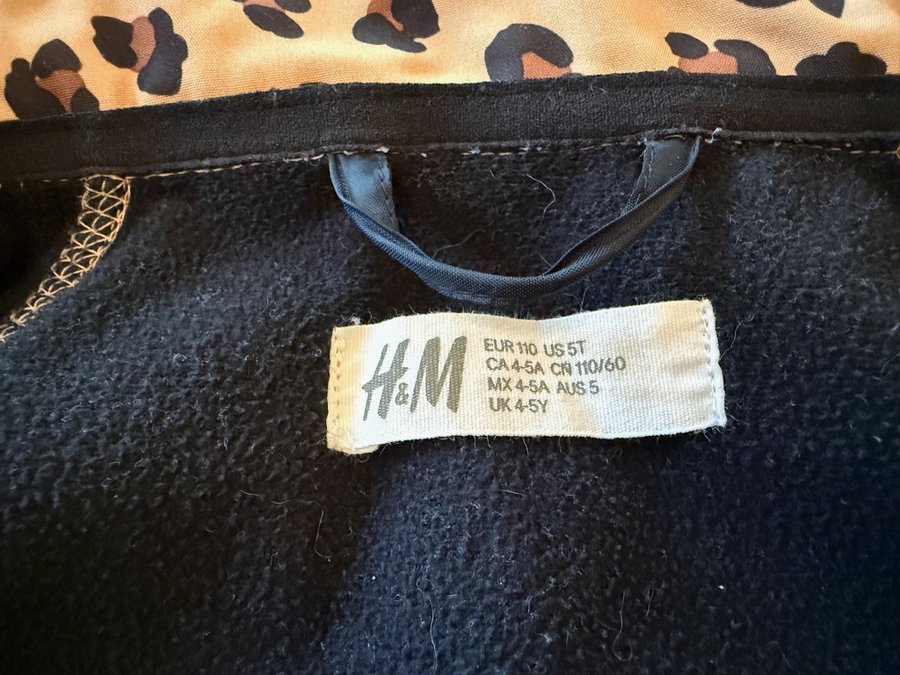 H&M
EUR 110 US 5T
CA 4-5A CN 110/60
MX 4-5A AUS 5
UK 4-5Y